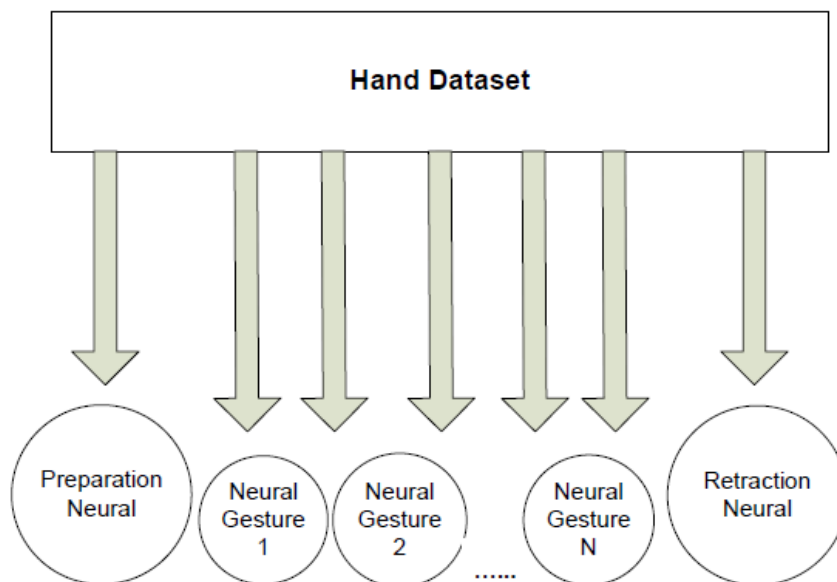 Hand Dataset
Preparation
Neural
Neural
Gesture
1
Neural
Gesture
2
......
Neural
Gesture
N
Retraction
Neural